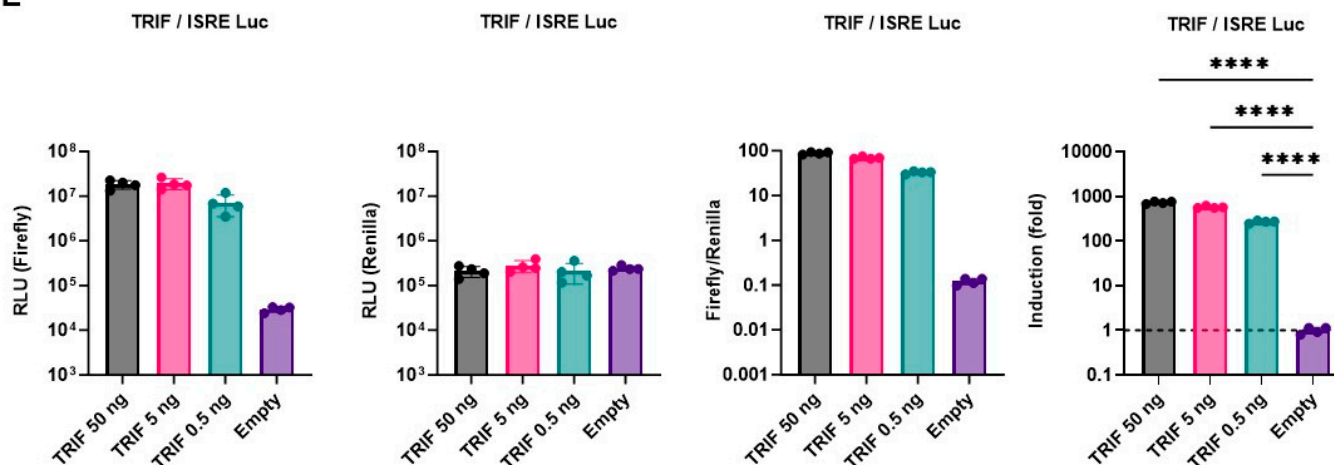 TRIF / ISRE Luc
RLU (Firefly)
10⁸
10⁷
10⁶
10⁵
10⁴
10³
TRIF 50 ng
TRIF 5 ng
TRIF 0.5 ng
Empty
TRIF / ISRE Luc
RLU (Renilla)
10⁸
10⁷
10⁶
10⁵
10⁴
10³
TRIF 50 ng
TRIF 5 ng
TRIF 0.5 ng
Empty
TRIF / ISRE Luc
Firefly/Renilla
100
10
1
0.1
0.01
0.001
TRIF 50 ng
TRIF 5 ng
TRIF 0.5 ng
Empty
TRIF / ISRE Luc
****
****
****
Induction (fold)
10000
1000
100
10
1
0.1
TRIF 50 ng
TRIF 5 ng
TRIF 0.5 ng
Empty